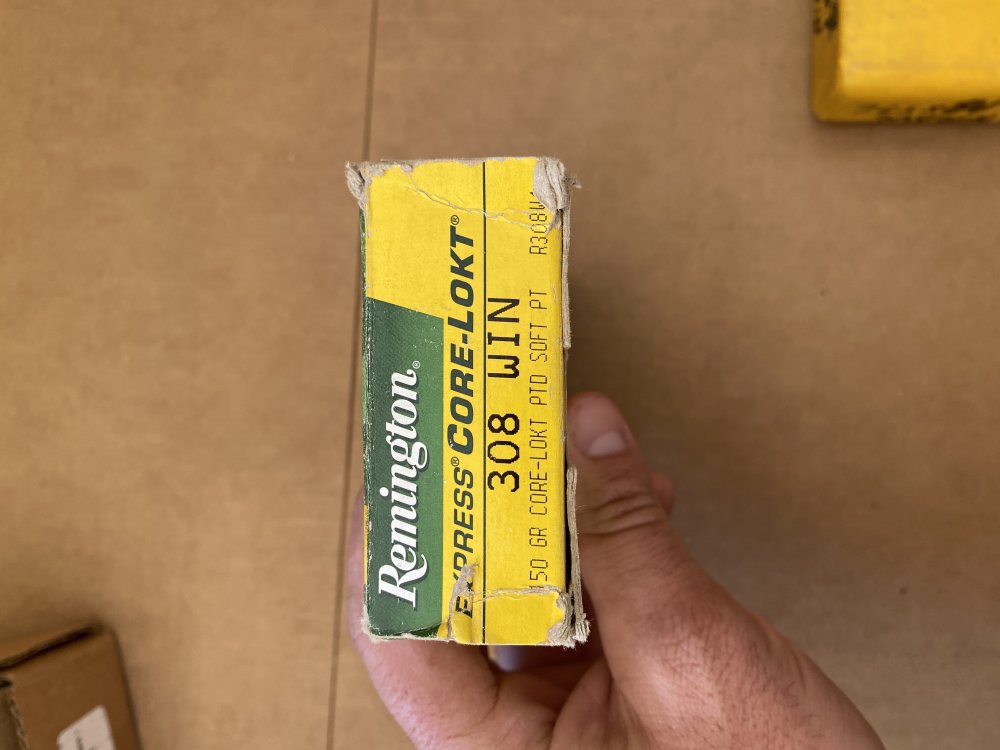 Remington®
EXPRESS® CORE-LOKT®
308 WIN
150 GR CORE-LOKT PTD SOFT PT